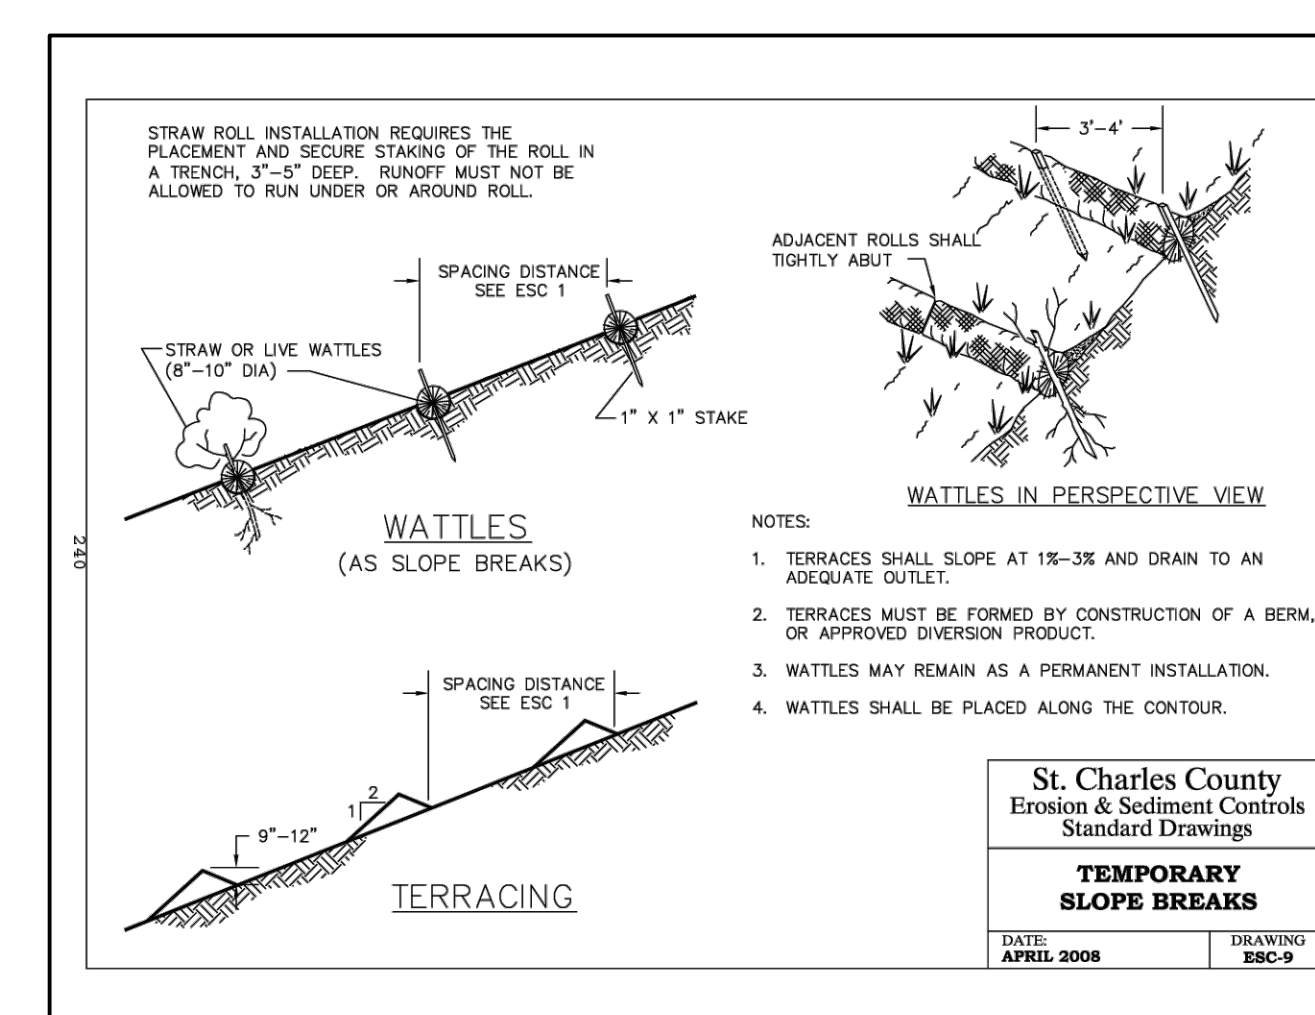 STRAW ROLL INSTALLATION REQUIRES THE
PLACEMENT AND SECURE STAKING OF THE ROLL IN
A TRENCH, 3"-5" DEEP. RUNOFF MUST NOT BE
ALLOWED TO RUN UNDER OR AROUND ROLL.
3'-4'
ADJACENT ROLLS SHALL
TIGHTLY ABUT
SPACING DISTANCE
SEE ESC 1
STRAW OR LIVE WATTLES
(8"-10" DIA)
1" X 1" STAKE
WATTLES
(AS SLOPE BREAKS)
WATTLES IN PERSPECTIVE VIEW
240
NOTES:
1. TERRACES SHALL SLOPE AT 1%-3% AND DRAIN TO AN
ADEQUATE OUTLET.
2. TERRACES MUST BE FORMED BY CONSTRUCTION OF A BERM,
OR APPROVED DIVERSION PRODUCT.
3. WATTLES MAY REMAIN AS A PERMANENT INSTALLATION.
4. WATTLES SHALL BE PLACED ALONG THE CONTOUR.
SPACING DISTANCE
SEE ESC 1
2
1
9"-12"
TERRACING
St. Charles County
Erosion & Sediment Controls
Standard Drawings
TEMPORARY
SLOPE BREAKS
DATE:
APRIL 2008
DRAWING
ESC-9